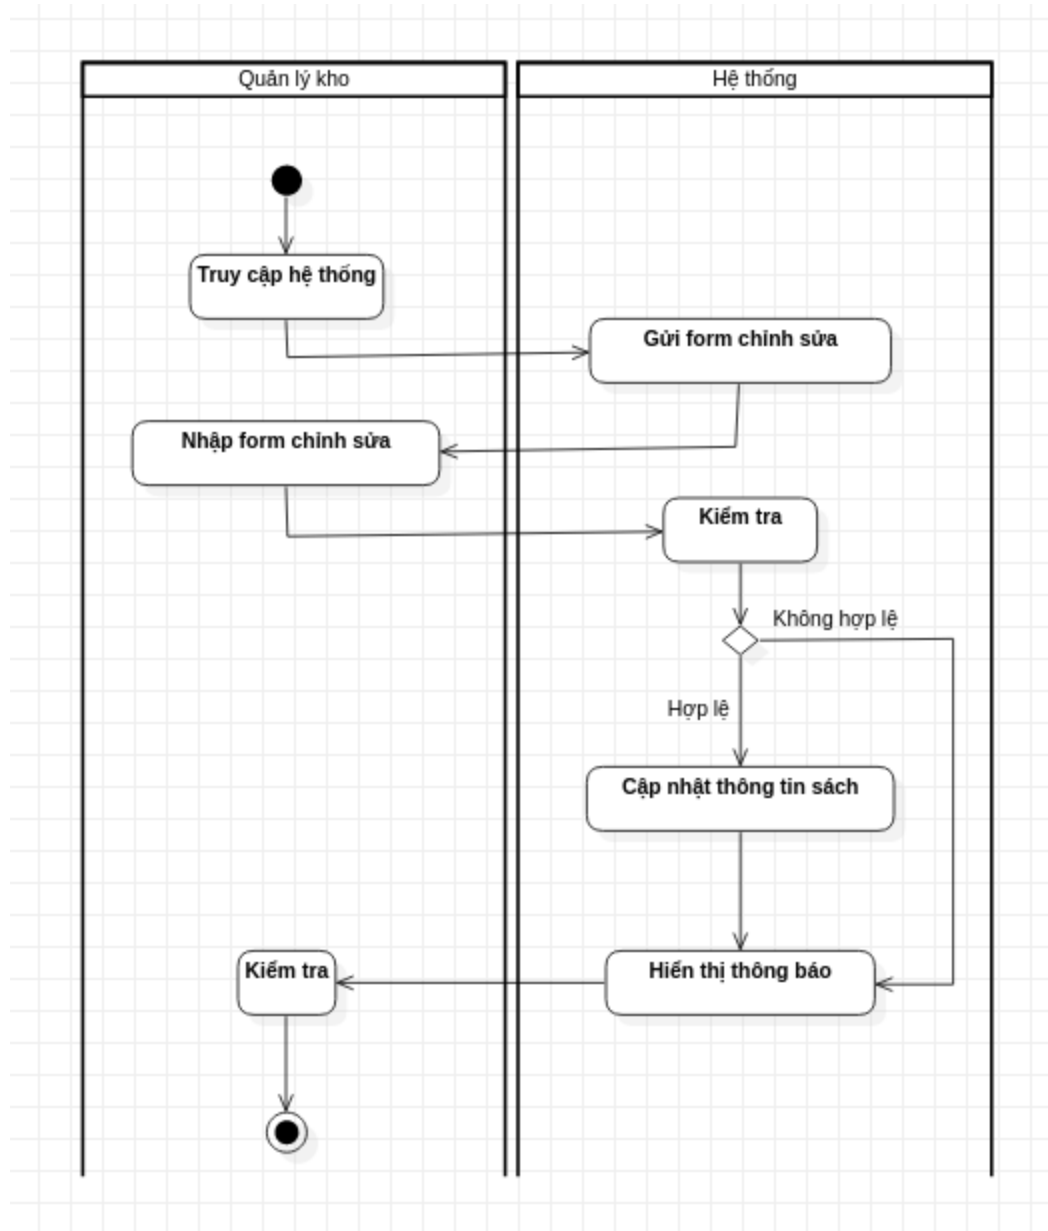 Quản lý kho
Hệ thống
Truy cập hệ thống
Gửi form chỉnh sửa
Nhập form chỉnh sửa
Kiểm tra
Không hợp lệ
Hợp lệ
Cập nhật thông tin sách
Kiểm tra
Hiển thị thông báo